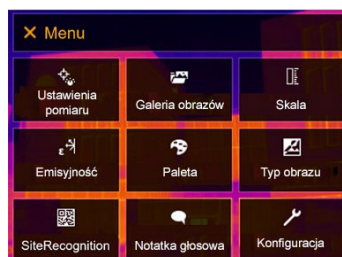 Menu
Ustawienia
pomiaru
Galeria obrazów
Skala
Emisyjność
Paleta
Typ obrazu
SiteRecognition
Notatka głosowa
Konfiguracja